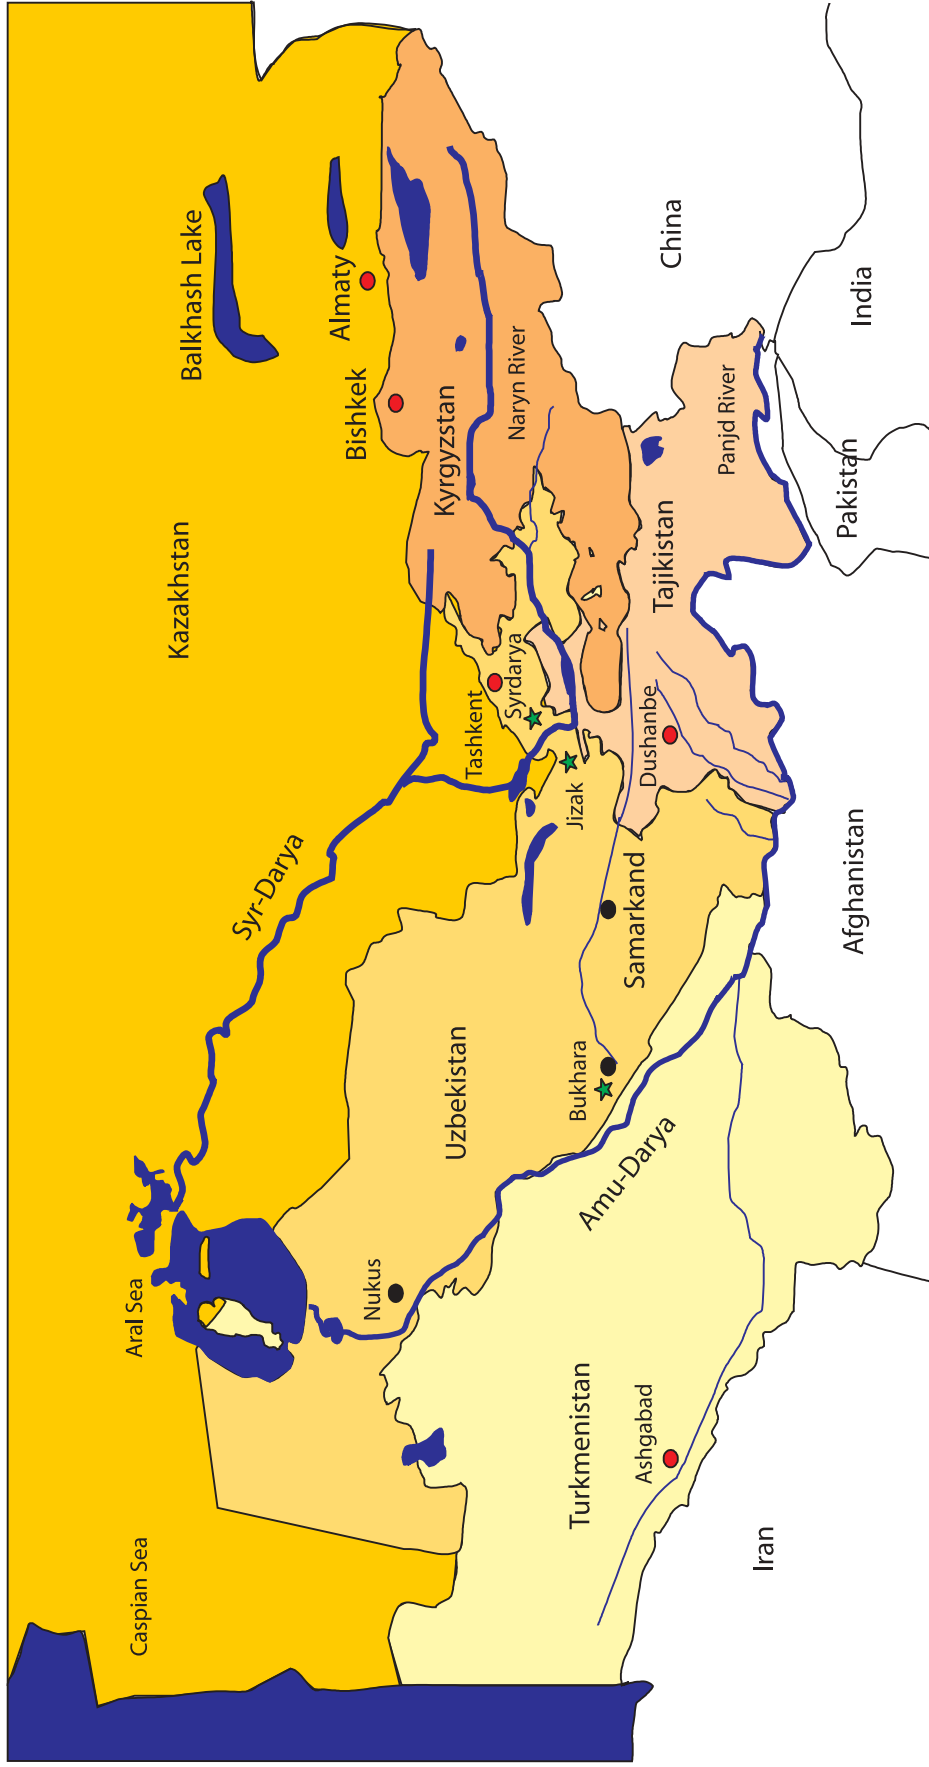 Balkhash Lake
Kazakhstan
Almaty
Bishkek
Kyrgyzstan
Naryn River
China
India
Panjd River
Pakistan
Tajikistan
Syrdarya
Tashkent
Dushanbe
Jizak
Syr-Darya
Samarkand
Afghanistan
Uzbekistan
Bukhara
Amu-Darya
Aral Sea
Nukus
Turkmenistan
Ashgabad
Caspian Sea
Iran